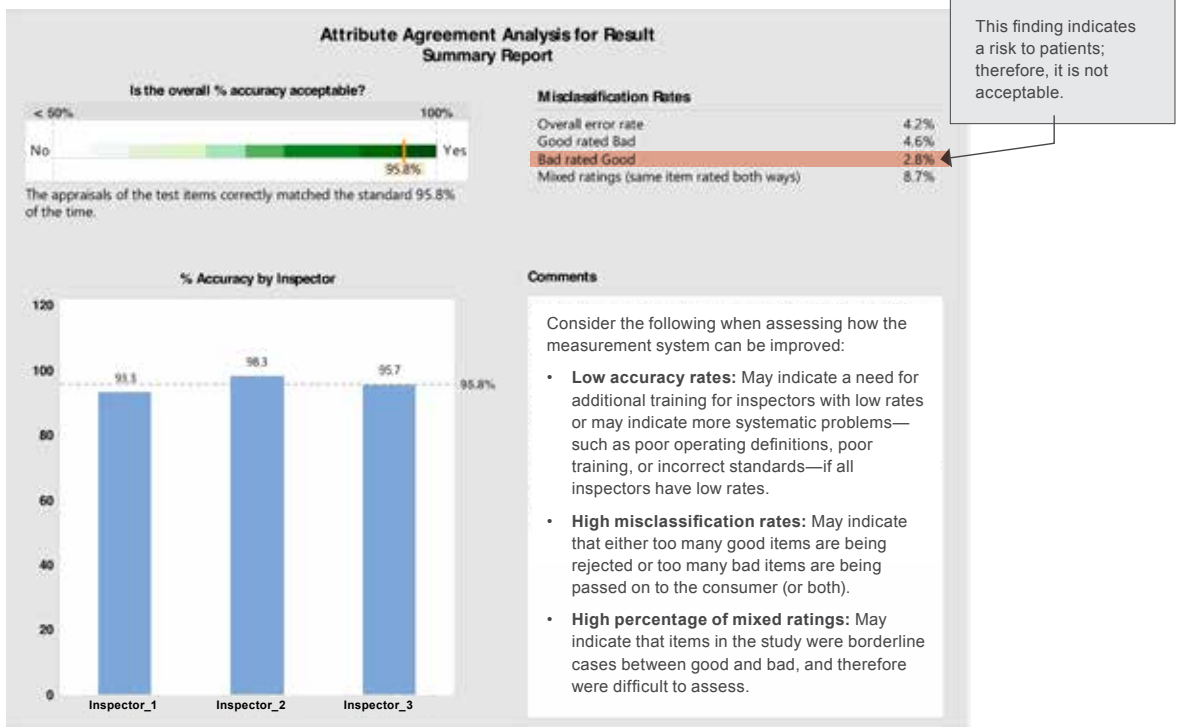 Attribute Agreement Analysis for Result
Summary Report
Is the overall % accuracy acceptable?
< 50%
100%
No
Yes
95.8%
The appraisals of the test items correctly matched the standard 95.8%
of the time.
Misclassification Rates
Overall error rate 4.2%
Good rated Bad 4.6%
Bad rated Good 2.8%
Mixed ratings (same item rated both ways) 8.7%
This finding indicates
a risk to patients;
therefore, it is not
acceptable.
% Accuracy by Inspector
120
100
80
60
40
20
0
93.3
98.3
95.7
95.8%
Inspector_1
Inspector_2
Inspector_3
Comments
Consider the following when assessing how the
measurement system can be improved:
• Low accuracy rates: May indicate a need for
additional training for inspectors with low rates
or may indicate more systematic problems—
such as poor operating definitions, poor
training, or incorrect standards—if all
inspectors have low rates.
• High misclassification rates: May indicate
that either too many good items are being
rejected or too many bad items are being
passed on to the consumer (or both).
• High percentage of mixed ratings: May
indicate that items in the study were borderline
cases between good and bad, and therefore
were difficult to assess.